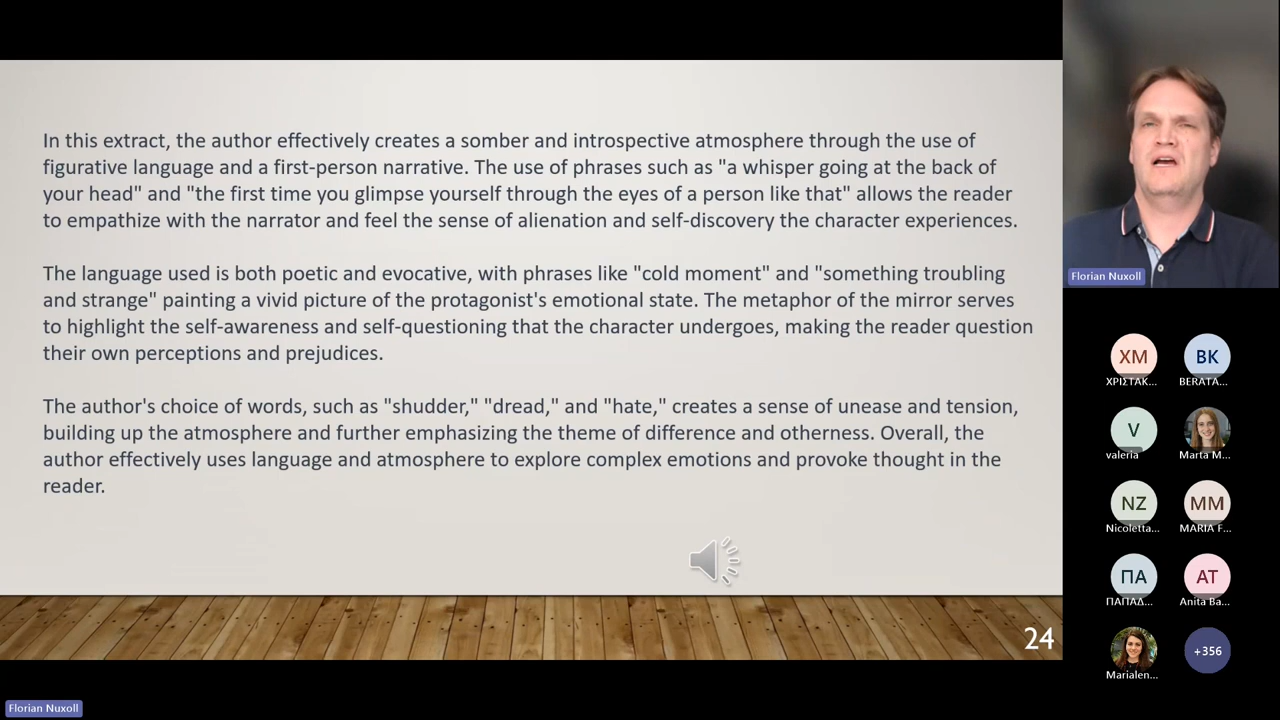 In this extract, the author effectively creates a somber and introspective atmosphere through the use of
figurative language and a first-person narrative. The use of phrases such as "a whisper going at the back of
your head" and "the first time you glimpse yourself through the eyes of a person like that" allows the reader
to empathize with the narrator and feel the sense of alienation and self-discovery the character experiences.
The language used is both poetic and evocative, with phrases like "cold moment" and "something troubling
and strange" painting a vivid picture of the protagonist's emotional state. The metaphor of the mirror serves
to highlight the self-awareness and self-questioning that the character undergoes, making the reader question
their own perceptions and prejudices.
The author's choice of words, such as "shudder," "dread," and "hate," creates a sense of unease and tension,
building up the atmosphere and further emphasizing the theme of difference and otherness. Overall, the
author effectively uses language and atmosphere to explore complex emotions and provoke thought in the
reader.
24
Florian Nuxoll
Florian Nuxoll
XM
BK
ΧΡΙΣΤΑΚ...
BERATA...
V
valeria
Marta M...
NZ
MM
Nicoletta...
MARIA F...
ΠΑ
AT
ΠΑΠΑΔ...
Anita Ba...
Marialen...
+356